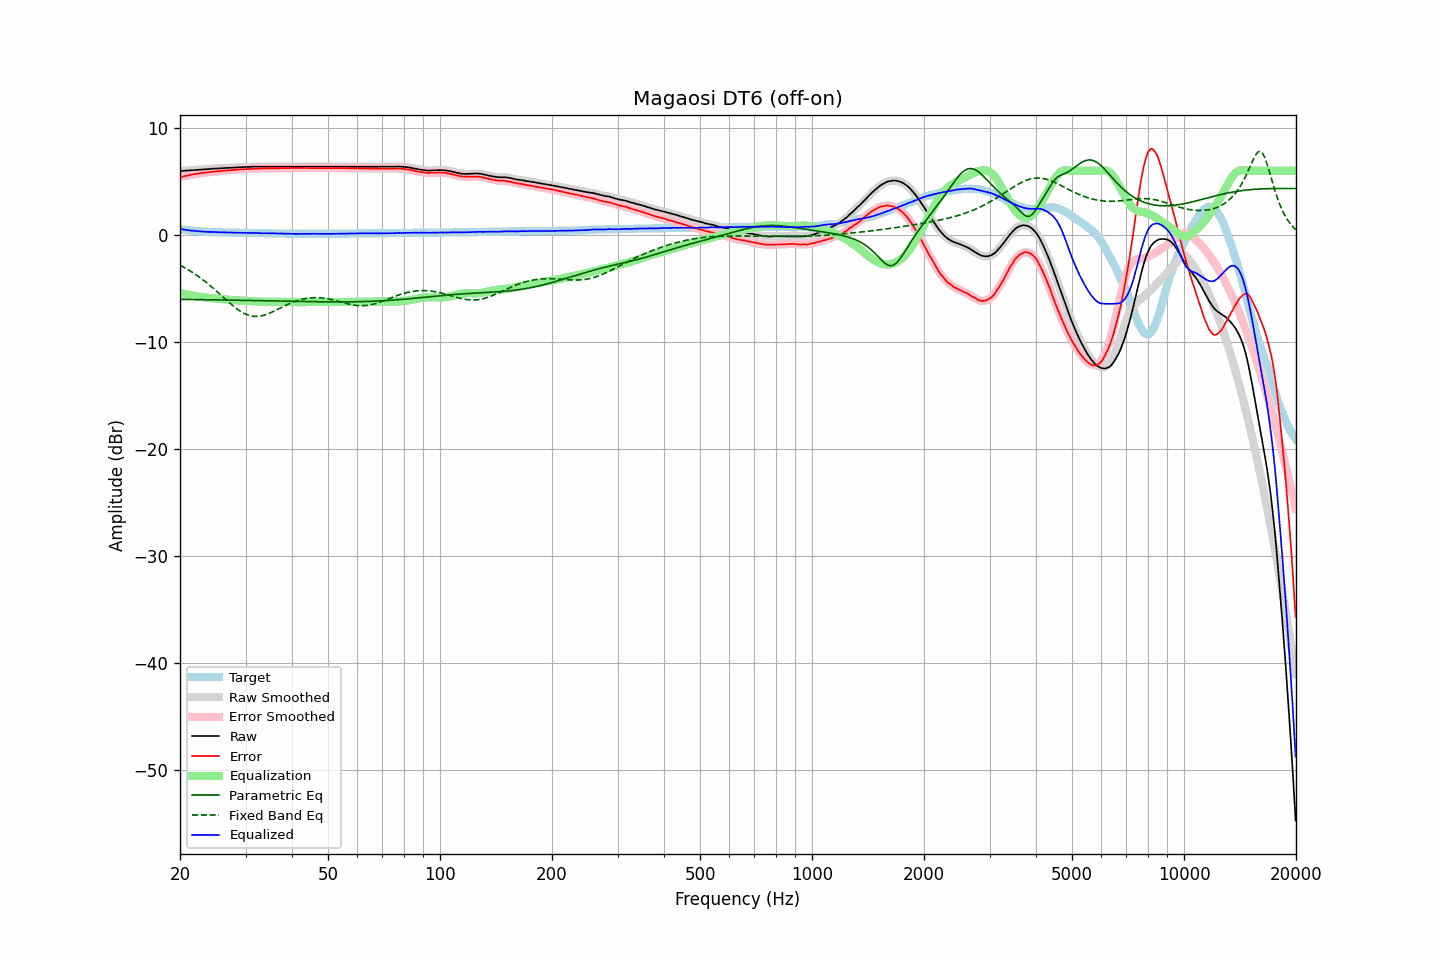 Magaosi DT6 (off-on)
Amplitude (dBr)
10
0
−10
−20
−30
−40
−50
Target
Raw Smoothed
Error Smoothed
Raw
Error
Equalization
Parametric Eq
Fixed Band Eq
Equalized
20 50 100 200 500 1000 2000 5000 10000 20000
Frequency (Hz)